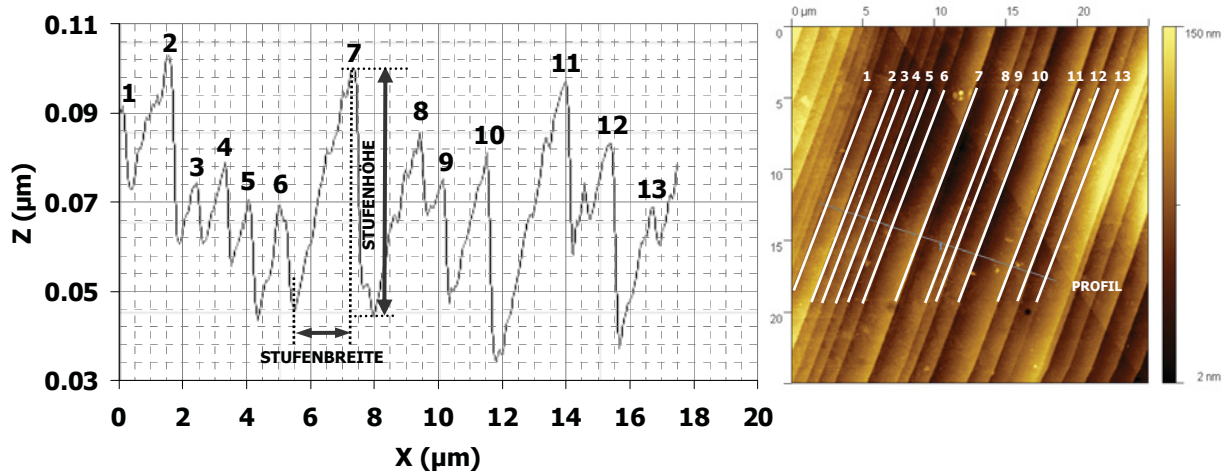 0.11
0.09
0.07
0.05
0.03
Z (µm)
0 2 4 6 8 10 12 14 16 18 20
X (µm)
1 2 3 4 5 6 7 8 9 10 11 12 13
STUFENHÖHE
STUFENBREITE
0 µm 5 10 15 20
0
5
10
15
20
1 2 3 4 5 6 7 8 9 10 11 12 13
PROFIL
150 nm
2 nm